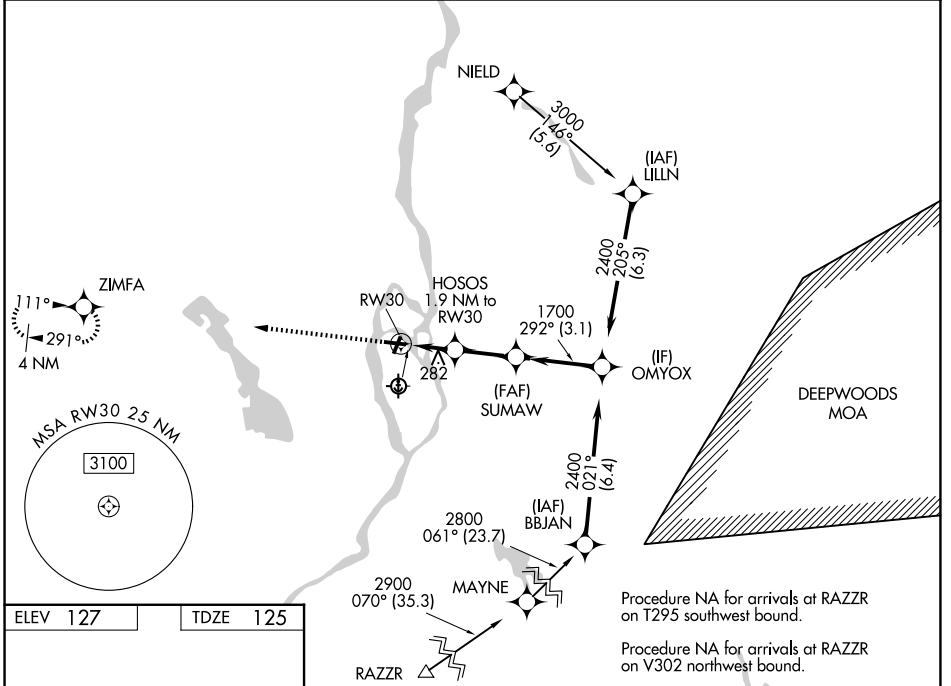 NIELD
3000
146°
(5.6)
(IAF)
LILLN
2400
205°
(6.3)
ZIMFA
111°
291°
4 NM
RW30
HOSOS
1.9 NM to
RW30
1700
292° (3.1)
282
(FAF)
SUMAW
(IF)
OMYOX
DEEPWOODS
MOA
MSA RW30 25 NM
3100
2400
021°
(6.4)
(IAF)
BBJAN
2800
061° (23.7)
MAYNE
2900
070° (35.3)
RAZZR
Procedure NA for arrivals at RAZZR
on T295 southwest bound.
Procedure NA for arrivals at RAZZR
on V302 northwest bound.
ELEV 127
TDZE 125